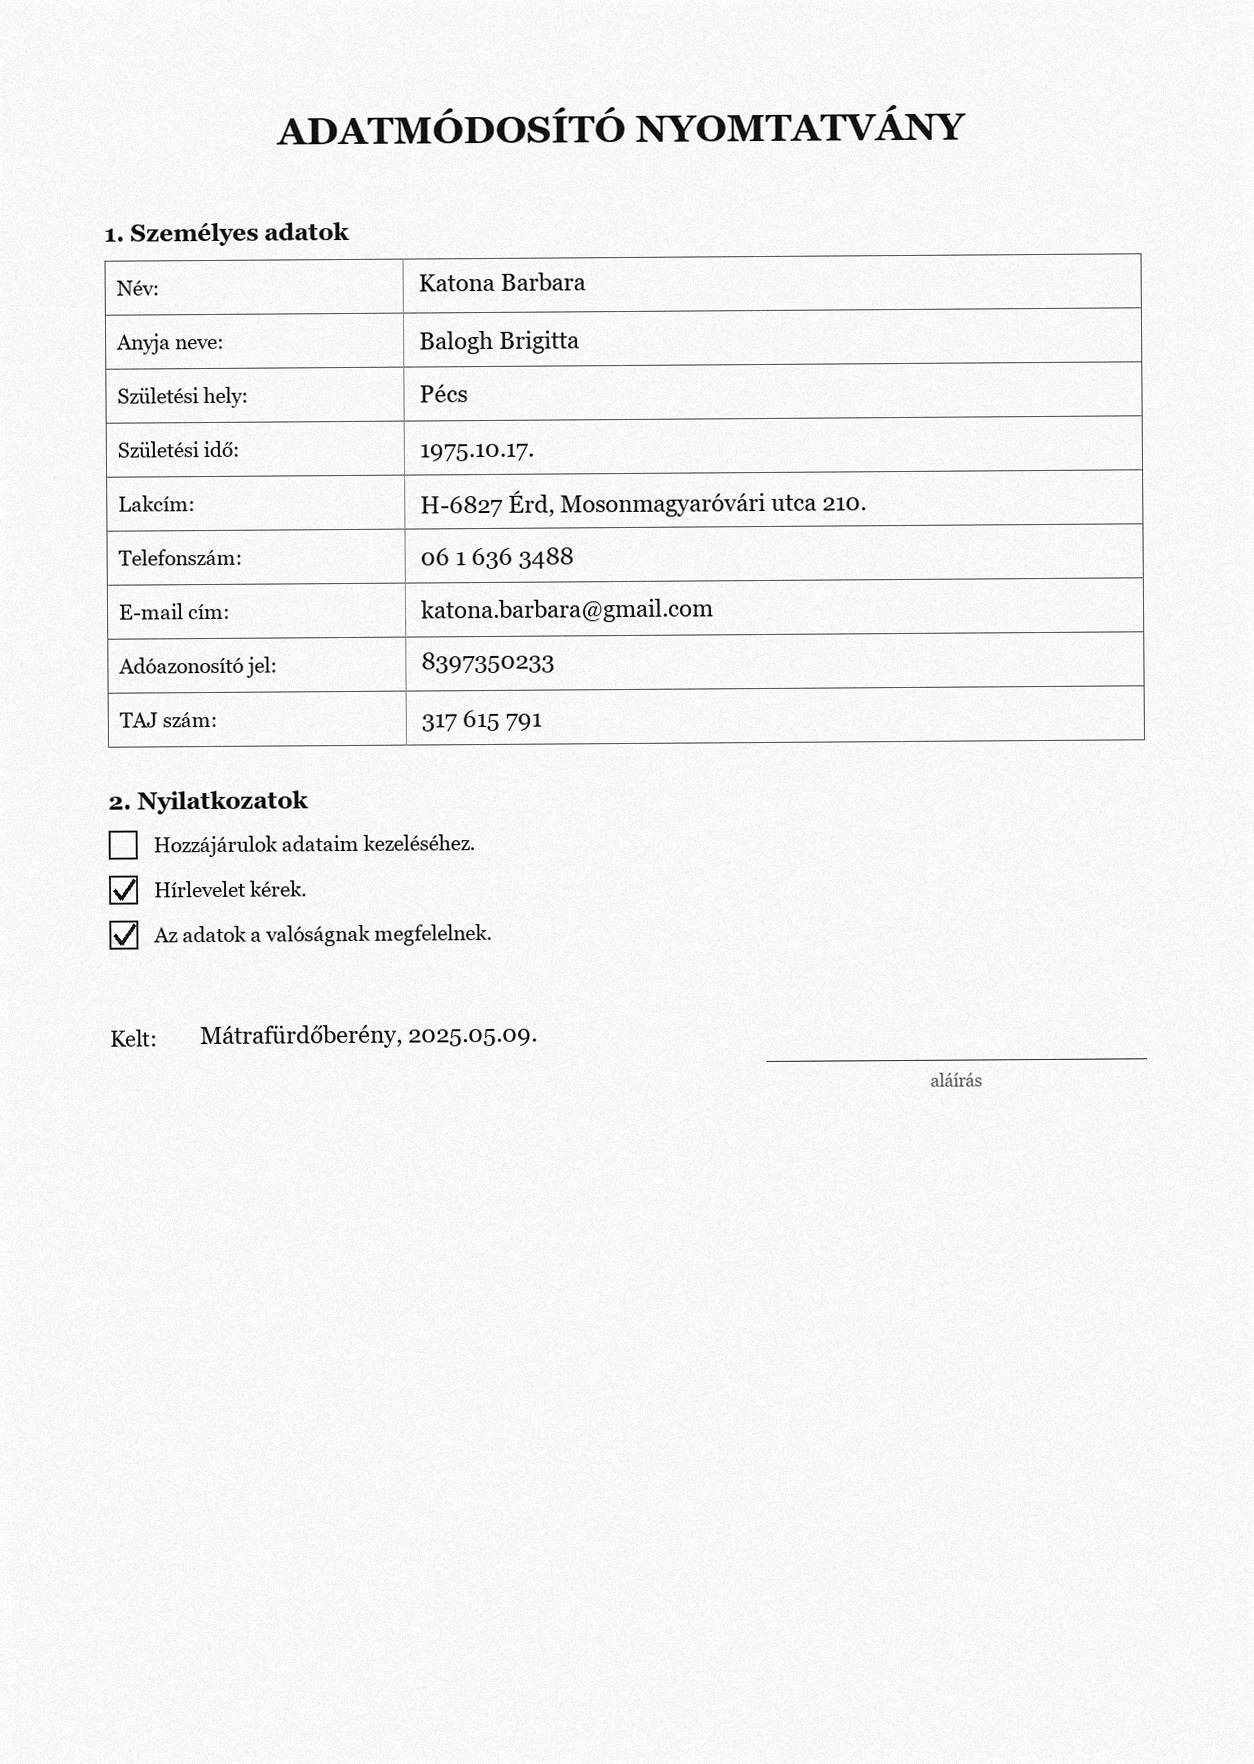 ADATMÓDOSÍTÓ NYOMTATVÁNY
1. Személyes adatok
Név: Katona Barbara
Anyja neve: Balogh Brigitta
Születési hely: Pécs
Születési idő: 1975.10.17.
Lakcím: H-6827 Érd, Mosonmagyaróvári utca 210.
Telefonszám: 06 1 636 3488
E-mail cím: katona.barbara@gmail.com
Adóazonosító jel: 8397350233
TAJ szám: 317 615 791
2. Nyilatkozatok
Hozzájárulok adataim kezeléséhez.
Hírlevelet kérek.
Az adatok a valóságnak megfelelnek.
Kelt: Mátrafürdőberény, 2025.05.09.
aláírás